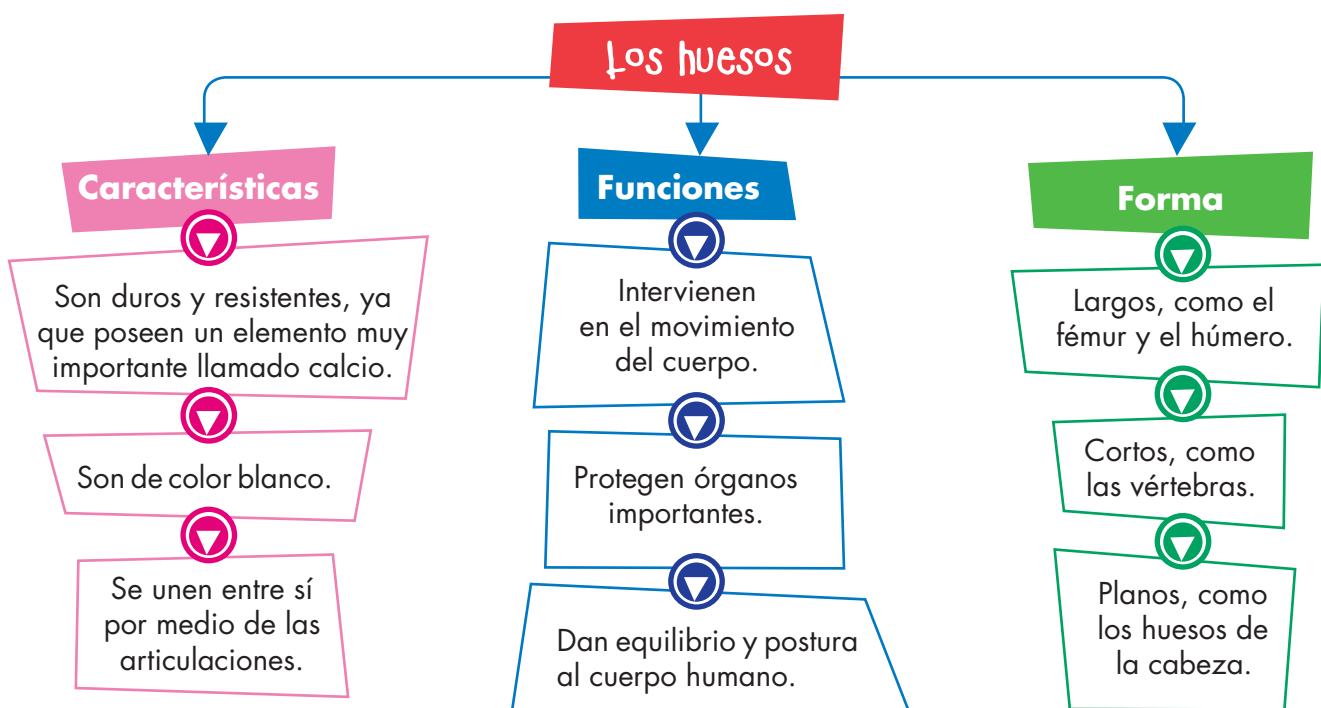 Los huesos
Características
Son duros y resistentes, ya
que poseen un elemento muy
importante llamado calcio.
Son de color blanco.
Se unen entre sí
por medio de las
articulaciones.
Funciones
Intervienen
en el movimiento
del cuerpo.
Protegen órganos
importantes.
Dan equilibrio y postura
al cuerpo humano.
Forma
Largos, como el
fémur y el húmero.
Cortos, como
las vértebras.
Planos, como
los huesos de
la cabeza.